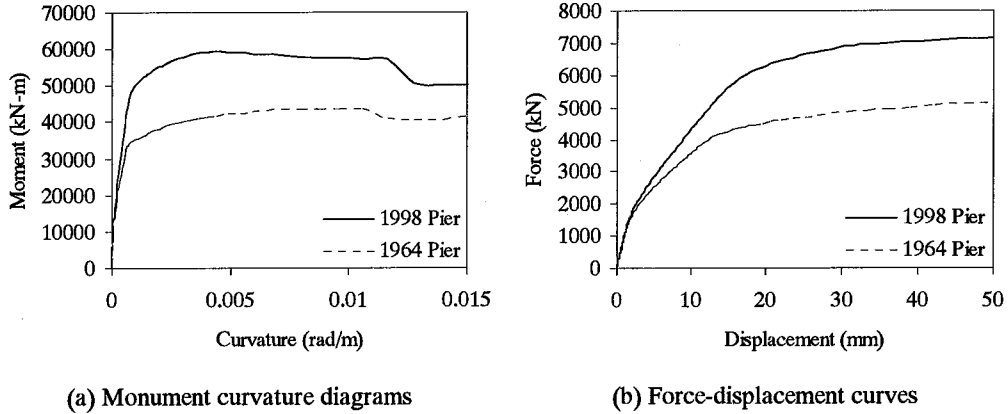 70000
60000
50000
40000
30000
20000
10000
0
Moment (kN-m)
1998 Pier
1964 Pier
0 0.005 0.01 0.015
Curvature (rad/m)
(a) Monument curvature diagrams
8000
7000
6000
5000
4000
3000
2000
1000
0
Force (kN)
1998 Pier
1964 Pier
0 10 20 30 40 50
Displacement (mm)
(b) Force-displacement curves